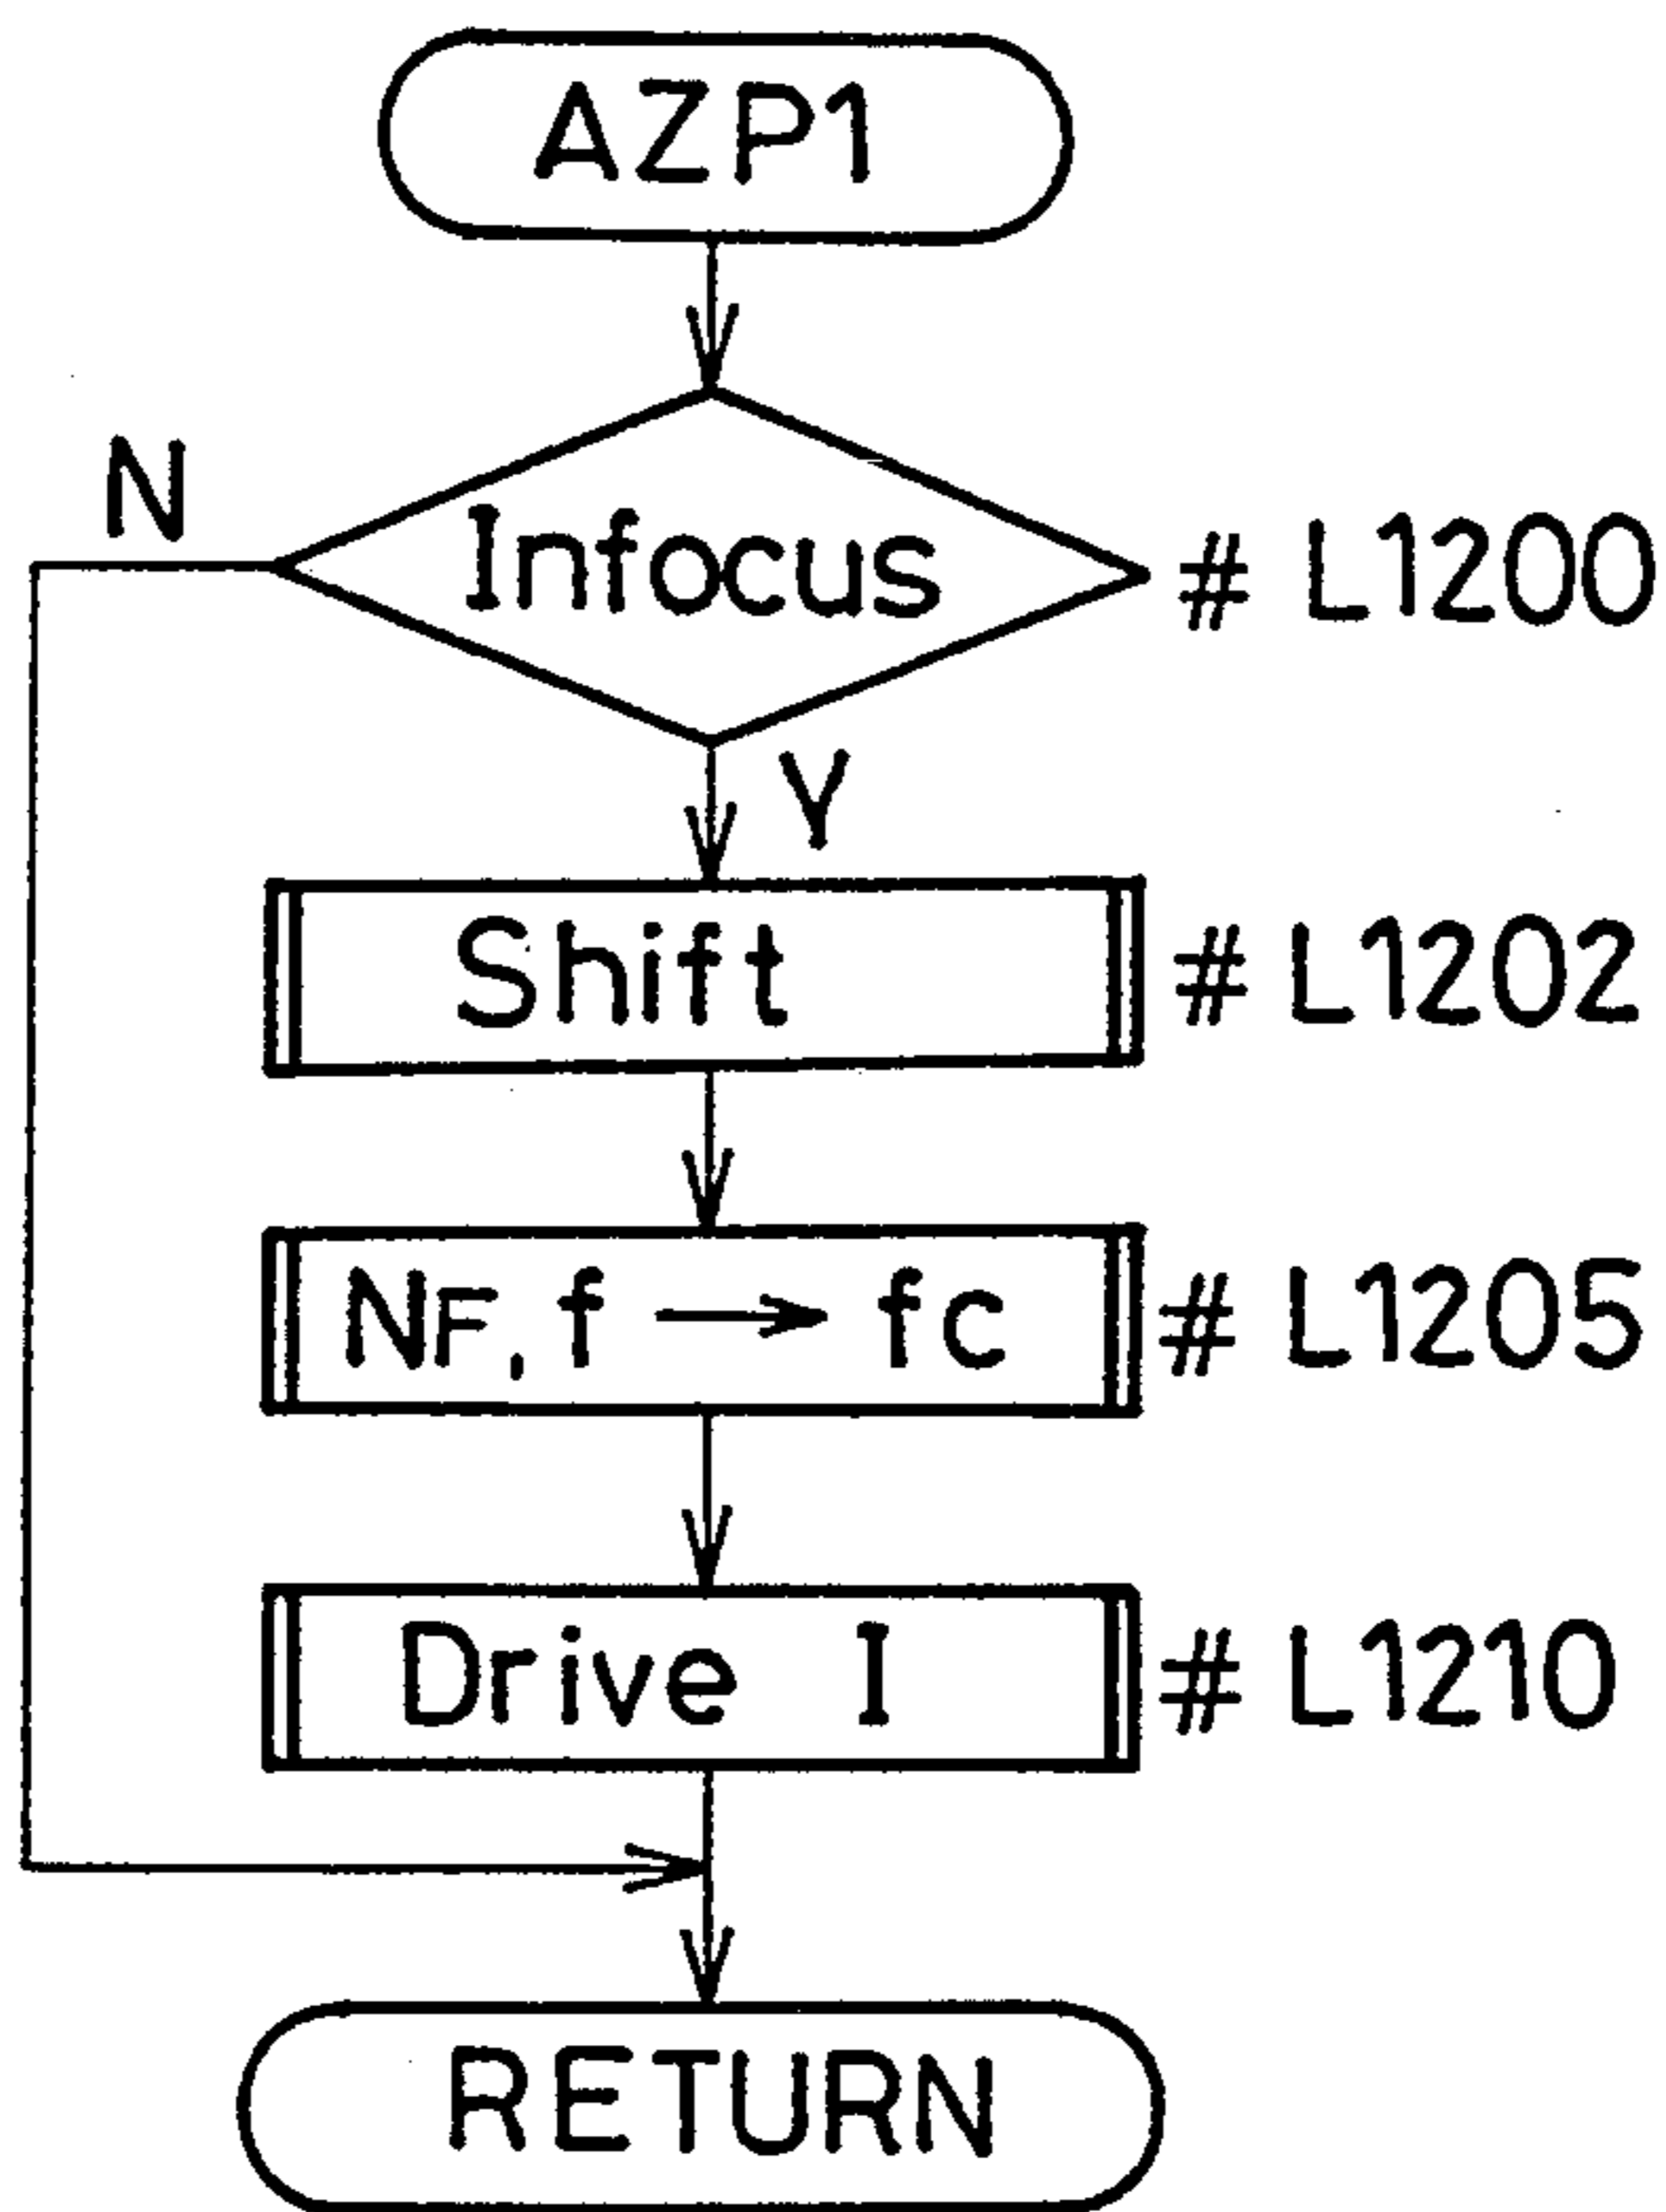 AZP1
N
Infocus # L1200
Y
Shift # L1202
NF, f → fc # L1205
Drive I # L1210
RETURN